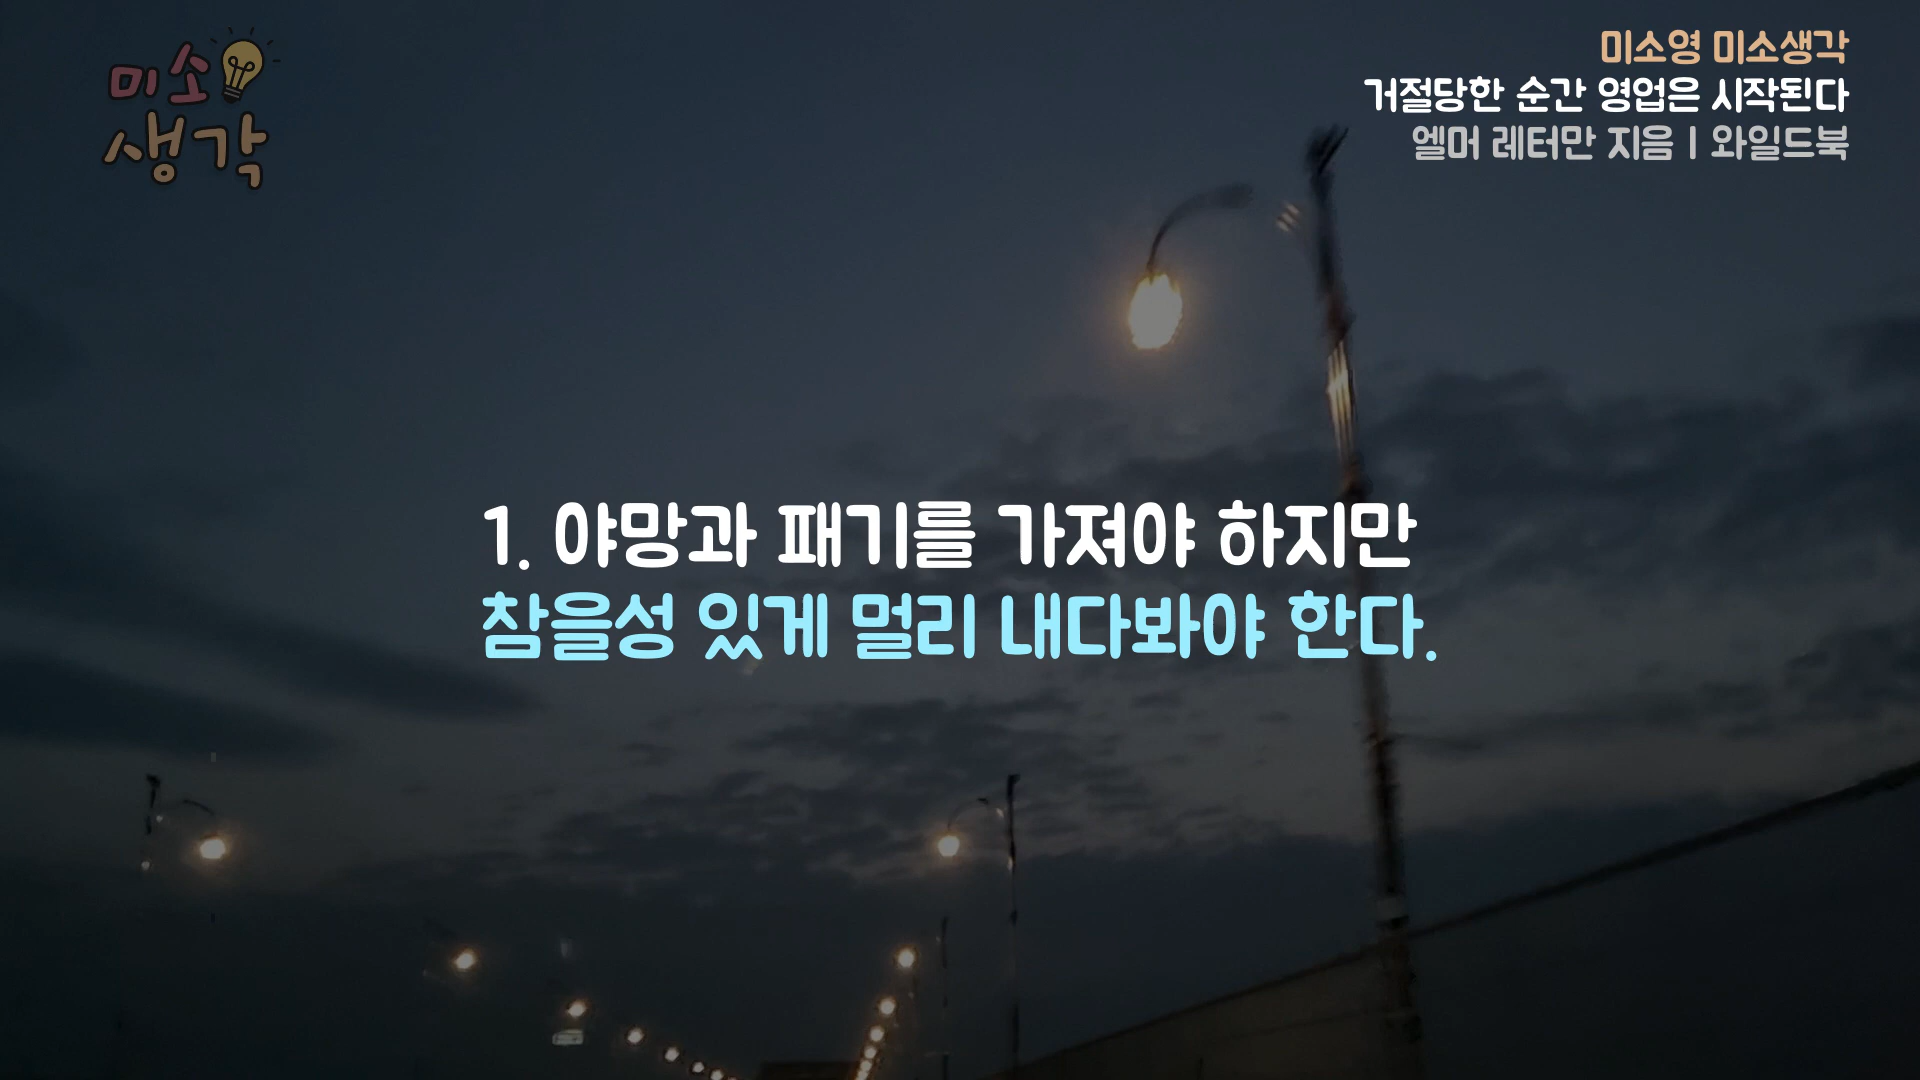 미소
생각
미소영 미소생각
거절당한 순간 영업은 시작된다
엘머 레터만 지음 | 와일드북
1. 야망과 패기를 가져야 하지만
참을성 있게 멀리 내다봐야 한다.